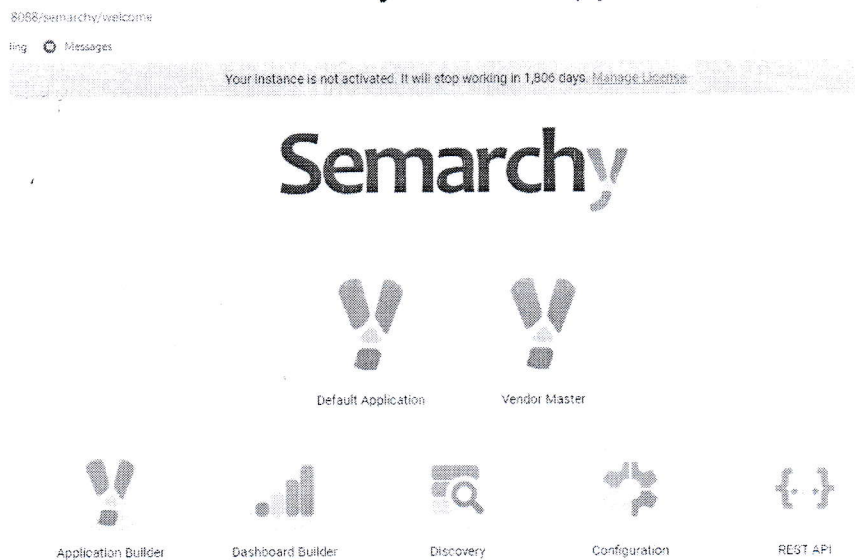 8088/semarchy/welcome
ling Messages
Your instance is not activated. It will stop working in 1,806 days. Manage License
Semarchy
Default Application Vendor Master
Application Builder Dashboard Builder Discovery Configuration REST API